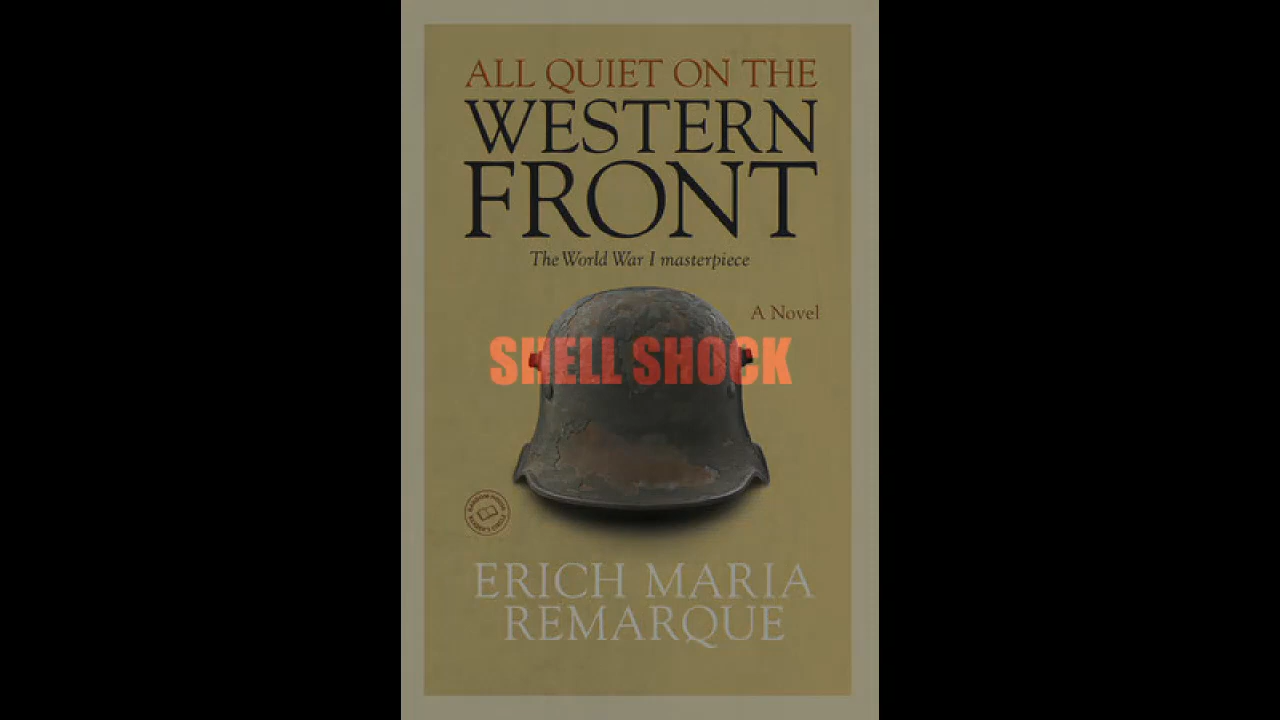 ALL QUIET ON THE
WESTERN
FRONT
The World War I masterpiece
A Novel
SHELL SHOCK
ERICH MARIA
REMARQUE